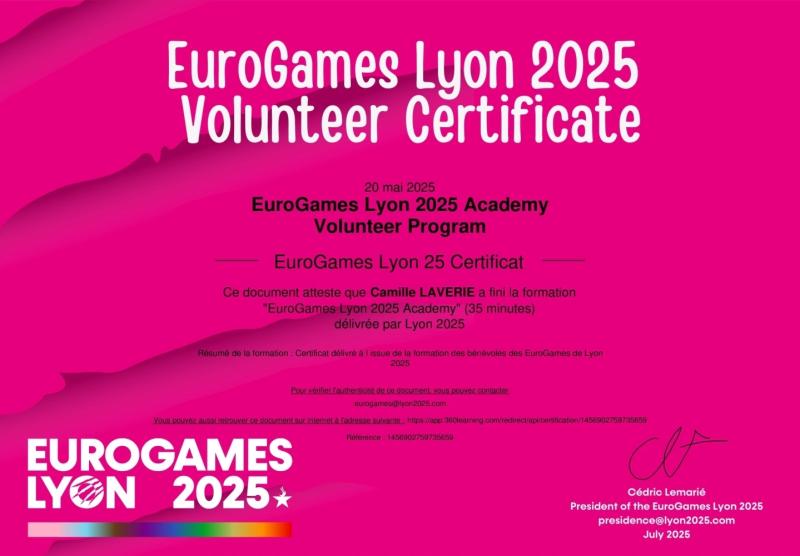 EuroGames Lyon 2025
Volunteer Certificate
20 mai 2025
EuroGames Lyon 2025 Academy
Volunteer Program
EuroGames Lyon 25 Certificat
Ce document atteste que Camille LAVERIE a fini la formation
"EuroGames Lyon 2025 Academy" (35 minutes)
délivrée par Lyon 2025
Résumé de la formation : Certificat délivré à l issue de la formation des bénévoles des EuroGames de Lyon
2025
Pour vérifier l'authenticité de ce document, vous pouvez contacter
eurogames@lyon2025.com
Vous pouvez aussi retrouver ce document sur Internet à l'adresse suivante : https://app.360learning.com/redirect/api/certification/1456902759735659
Référence : 1456902759735659
EUROGAMES
LYON 2025
Cédric Lemarié
President of the EuroGames Lyon 2025
presidence@lyon2025.com
July 2025